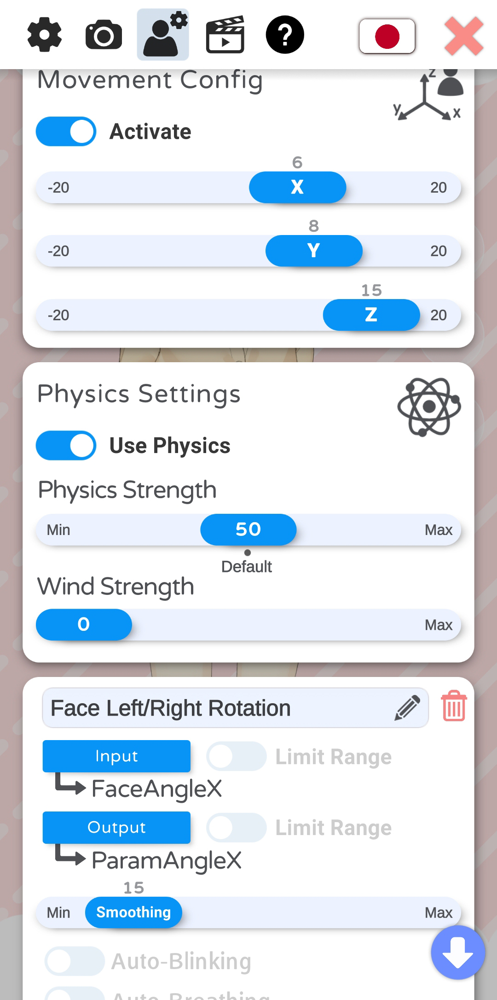 ?
Movement Config
z
y
x
Activate
6
-20
X
20
8
-20
Y
20
15
-20
Z
20
Physics Settings
Use Physics
Physics Strength
Min
50
Max
Default
Wind Strength
0
Max
Face Left/Right Rotation
Input
Limit Range
FaceAngleX
Output
Limit Range
ParamAngleX
15
Min
Smoothing
Max
Auto-Blinking
Auto-Breathing